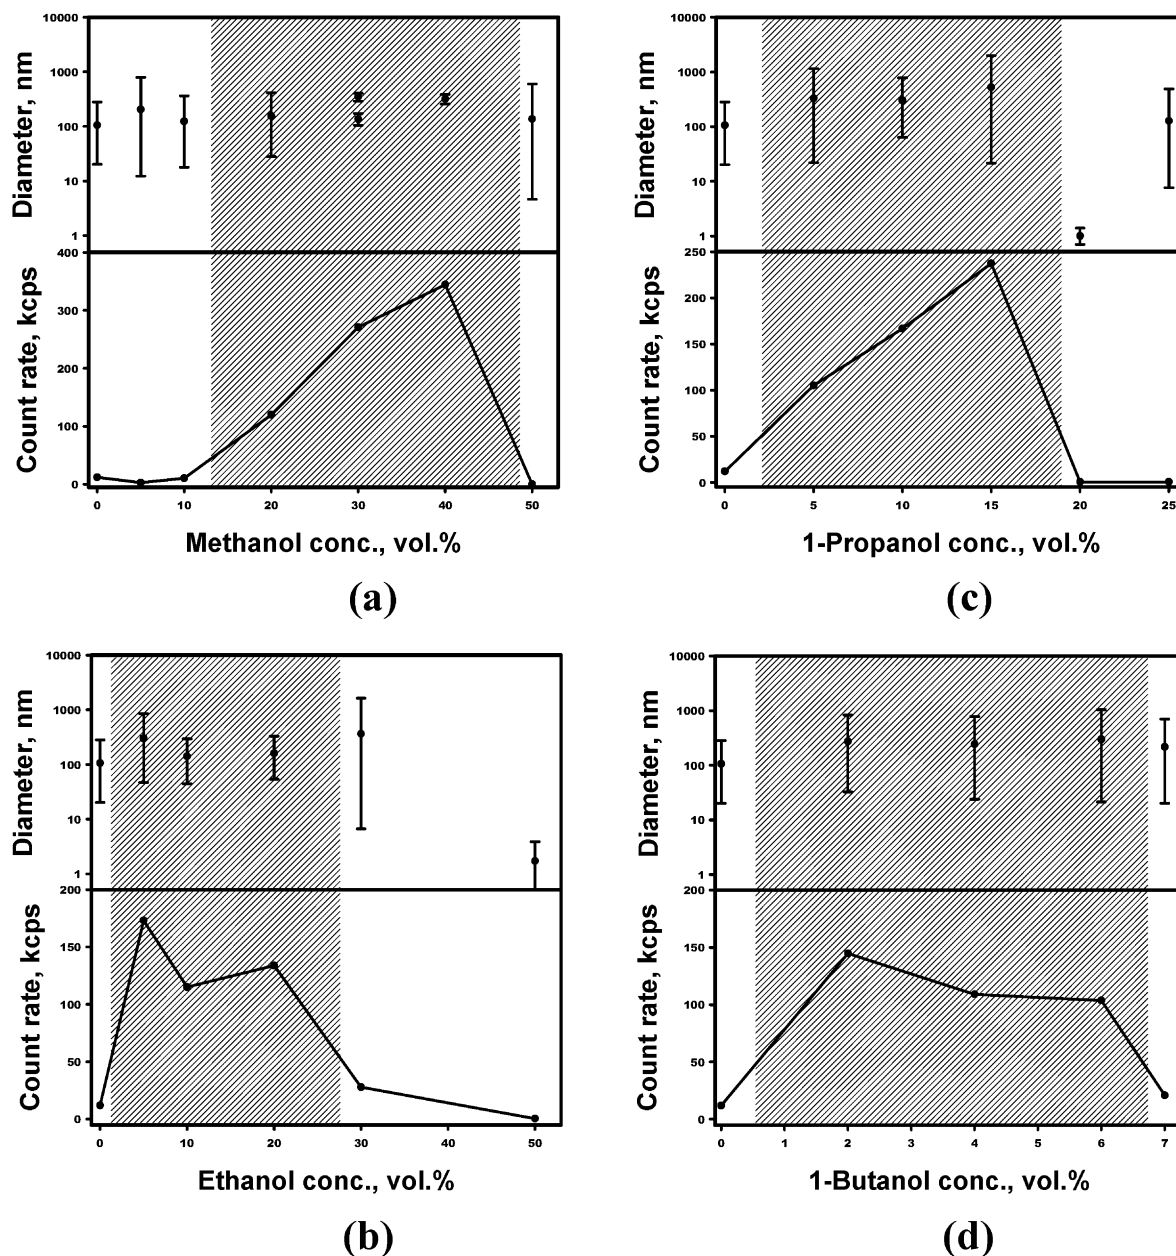 10000
1000
100
10
1
Diameter, nm
400
300
200
100
0
Count rate, kcps
0 10 20 30 40 50
Methanol conc., vol.%
(a)
10000
1000
100
10
1
Diameter, nm
250
200
150
100
50
0
Count rate, kcps
0 5 10 15 20 25
1-Propanol conc., vol.%
(c)
10000
1000
100
10
1
Diameter, nm
200
150
100
50
0
Count rate, kcps
0 10 20 30 40 50
Ethanol conc., vol.%
(b)
10000
1000
100
10
1
Diameter, nm
200
150
100
50
0
Count rate, kcps
0 1 2 3 4 5 6 7
1-Butanol conc., vol.%
(d)